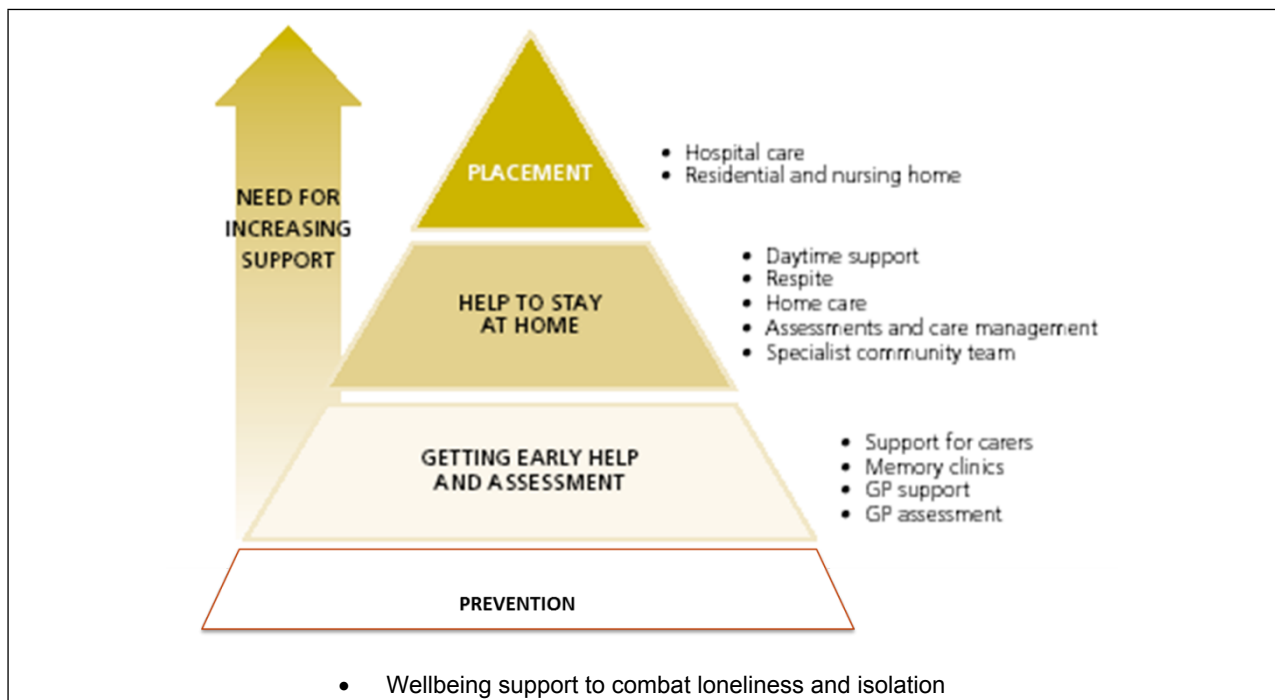 PLACEMENT
• Hospital care
• Residential and nursing home
NEED FOR
INCREASING
SUPPORT
HELP TO STAY
AT HOME
• Daytime support
• Respite
• Home care
• Assessments and care management
• Specialist community team
GETTING EARLY HELP
AND ASSESSMENT
• Support for carers
• Memory clinics
• GP support
• GP assessment
PREVENTION
• Wellbeing support to combat loneliness and isolation